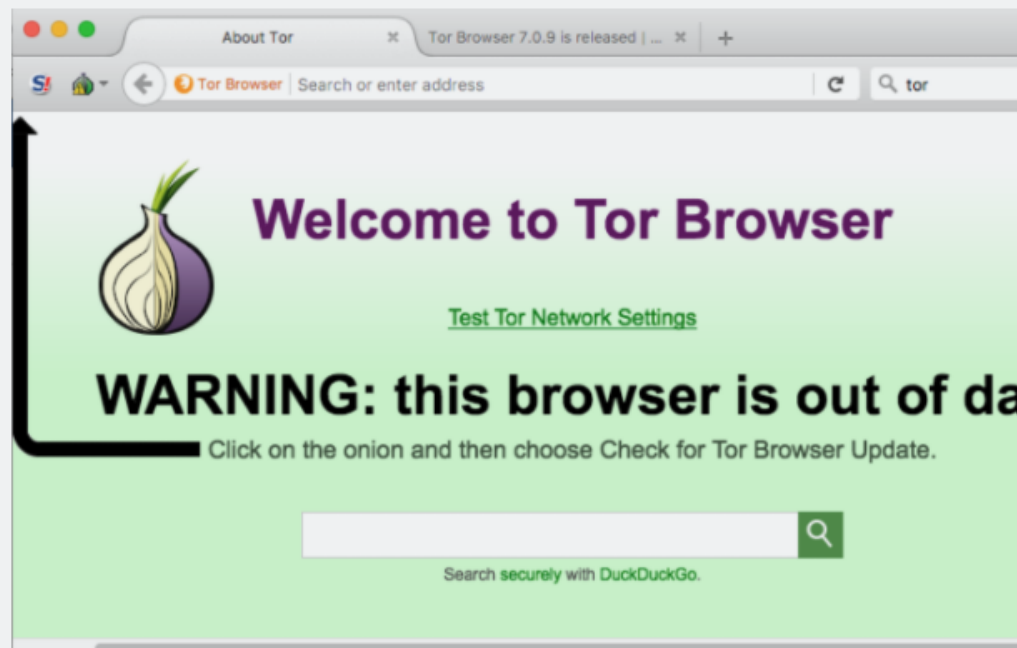 About Tor
Tor Browser 7.0.9 is released | ...
S!
Tor Browser Search or enter address
tor
Welcome to Tor Browser
Test Tor Network Settings
WARNING: this browser is out of da
Click on the onion and then choose Check for Tor Browser Update.
Search securely with DuckDuckGo.